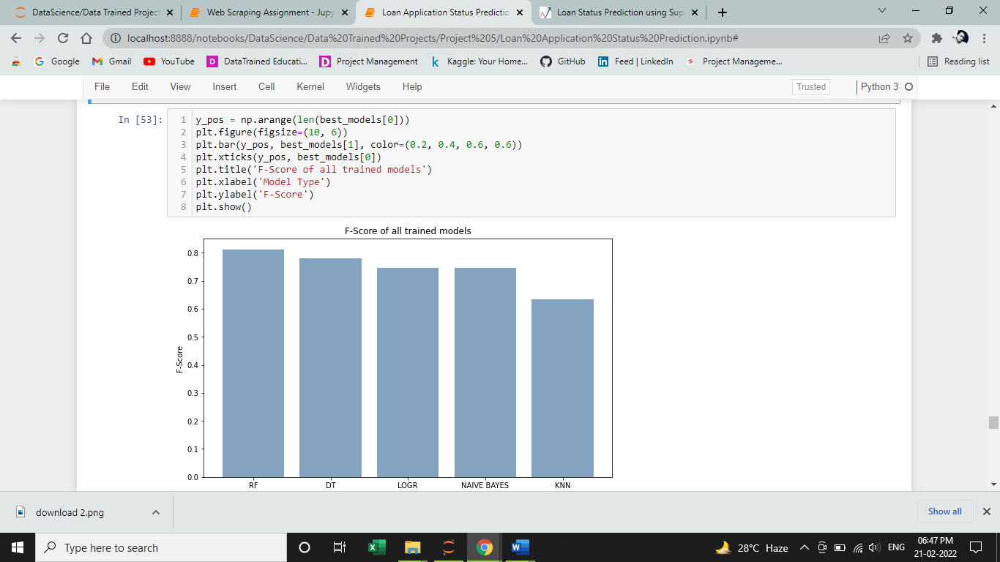 DataScience/Data Trained Project
Web Scraping Assignment - Jupy
Loan Application Status Predictio
Loan Status Prediction using Sup
localhost:8888/notebooks/DataScience/Data%20Trained%20Projects/Project%205/Loan%20Application%20Status%20Prediction.ipynb#
Google Gmail YouTube DataTrained Educati... Project Management Kaggle: Your Home... GitHub Feed | LinkedIn Project Manageme... Reading list
File Edit View Insert Cell Kernel Widgets Help Trusted Python 3
In [53]:
1 y_pos = np.arange(len(best_models[0]))
2 plt.figure(figsize=(10, 6))
3 plt.bar(y_pos, best_models[1], color=(0.2, 0.4, 0.6, 0.6))
4 plt.xticks(y_pos, best_models[0])
5 plt.title('F-Score of all trained models')
6 plt.xlabel('Model Type')
7 plt.ylabel('F-Score')
8 plt.show()
F-Score of all trained models
0.8
0.7
0.6
0.5
0.4
0.3
0.2
0.1
0.0
F-Score
RF DT LOGR NAIVE BAYES KNN
download 2.png
Show all
Type here to search
28°C Haze
ENG
06:47 PM
21-02-2022